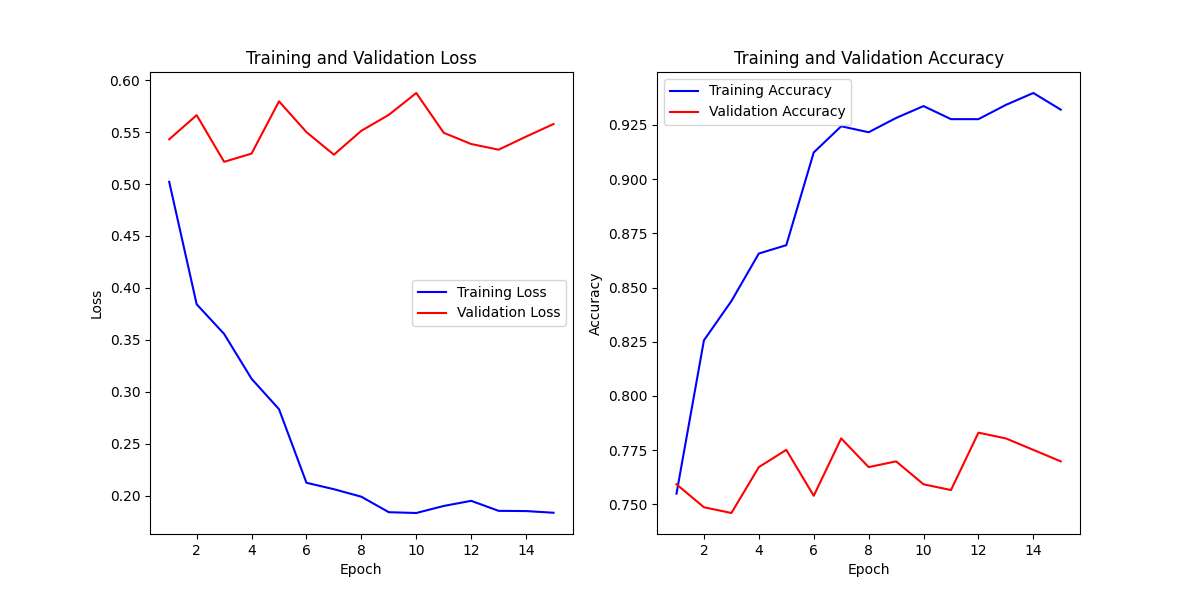 Training and Validation Loss
0.60
0.55
0.50
0.45
0.40
0.35
0.30
0.25
0.20
Loss
Training Loss
Validation Loss
2 4 6 8 10 12 14
Epoch
Training and Validation Accuracy
Training Accuracy
Validation Accuracy
0.925
0.900
0.875
0.850
0.825
0.800
0.775
0.750
Accuracy
2 4 6 8 10 12 14
Epoch